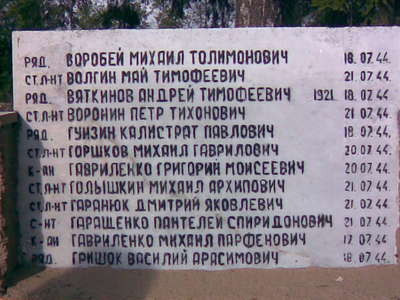 РЯД. ВОРОБЕЙ МИХАИЛ ТОЛИМОНОВИЧ 18.07.44.
СТ.Л-НТ ВОЛГИН МАЙ ТИМОФЕЕВИЧ 21.07.44.
РЯД. ВЯТКИНОВ АНДРЕЙ ТИМОФЕЕВИЧ 1921 18.07.44.
СТ.Л-НТ ВОРОНИН ПЕТР ТИХОНОВИЧ 21.07.44
РЯД. ГУИЗИН КАЛИСТРАТ ПАВЛОВИЧ 18.07.44.
СТ.Л-НТ ГОРШКОВ МИХАИЛ ГАВРИЛОВИЧ 20.07.44
К-АН ГАВРИЛЕНКО ГРИГОРИЙ МОИСЕЕВИЧ 20.07.44.
СТ.Л-НТ ГОЛЫШКИН МИХАИЛ АРХИПОВИЧ 21.07.44.
СТ.Л-НТ ГАРАНЮК ДМИТРИЙ ЯКОВЛЕВИЧ 21.07.44.
С-НТ ГАРАЩЕНКО ПАНТЕЛЕЙ СПИРИДОНОВИЧ 21.07.44
К-АН ГАВРИЛЕНКО МИХАИЛ ПАРФЕНОВИЧ 17.07.44.
РЯД. ГРИШОК ВАСИЛИЙ АРАСИМОВИЧ 18.07.44.